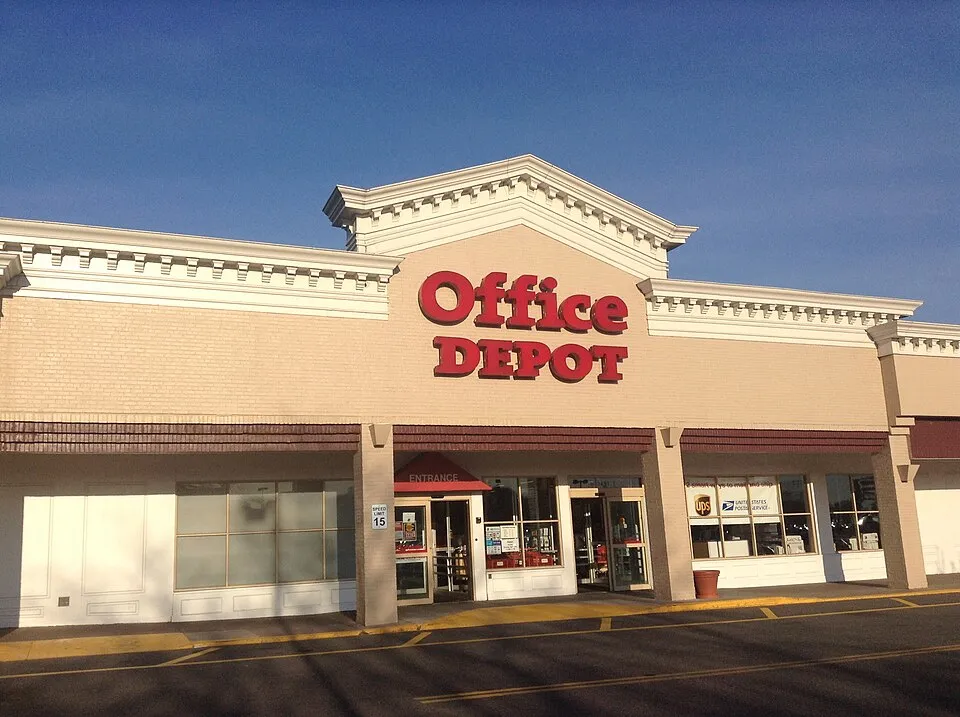 Office
DEPOT
ENTRANCE
SPEED
LIMIT
15
ups
UNITED STATES
POSTAL SERVICE